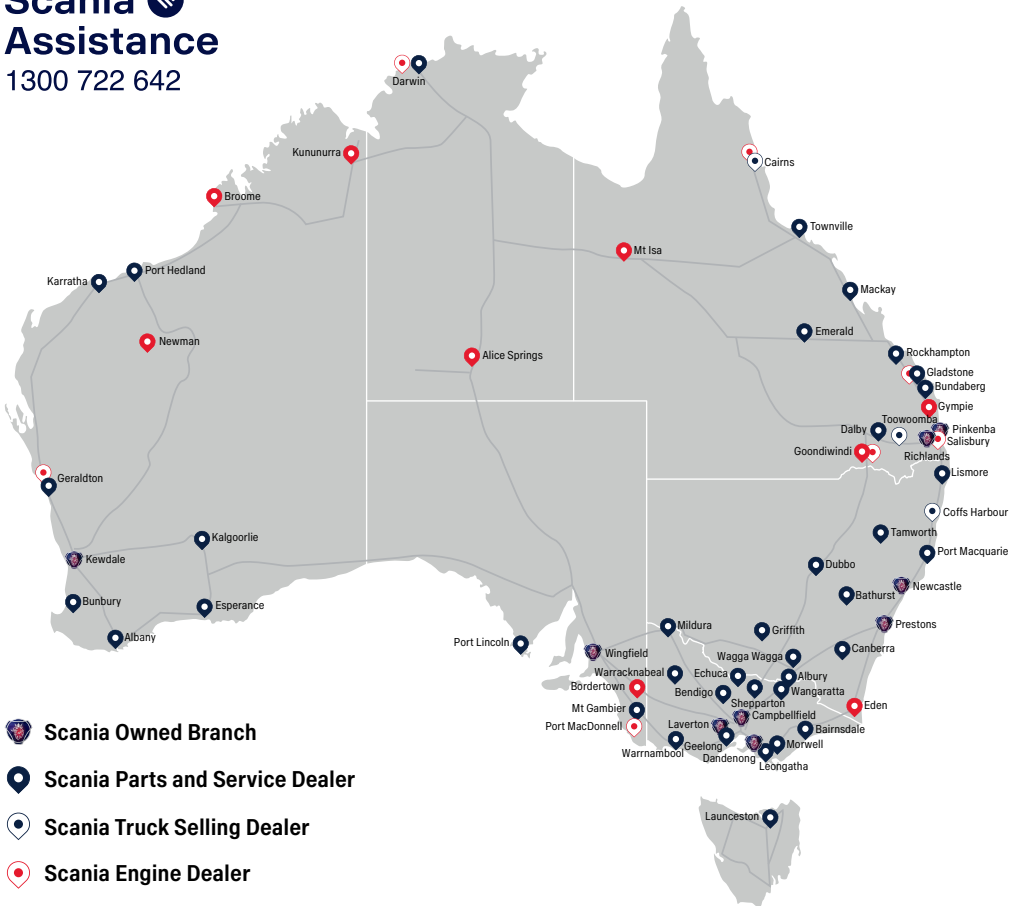 Scania
Assistance
1300 722 642
Darwin
Kununurra
Cairns
Broome
Townville
Mt Isa
Port Hedland
Karratha
Mackay
Emerald
Newman
Alice Springs
Rockhampton
Gladstone
Bundaberg
Gympie
Toowoomba
Dalby
Pinkenba
Salisbury
Goondiwindi
Richlands
Geraldton
Lismore
Coffs Harbour
Tamworth
Kalgoorlie
Port Macquarie
Kewdale
Dubbo
Newcastle
Bathurst
Bunbury
Esperance
Prestons
Mildura
Griffith
Albany
Port Lincoln
Canberra
Wingfield
Wagga Wagga
Warracknabeal
Echuca
Albury
Bordertown
Bendigo
Wangaratta
Shepparton
Eden
Mt Gambier
Campbellfield
Port MacDonnell
Laverton
Bairnsdale
Geelong
Morwell
Warrnambool
Dandenong
Leongatha
Launceston
Scania Owned Branch
Scania Parts and Service Dealer
Scania Truck Selling Dealer
Scania Engine Dealer